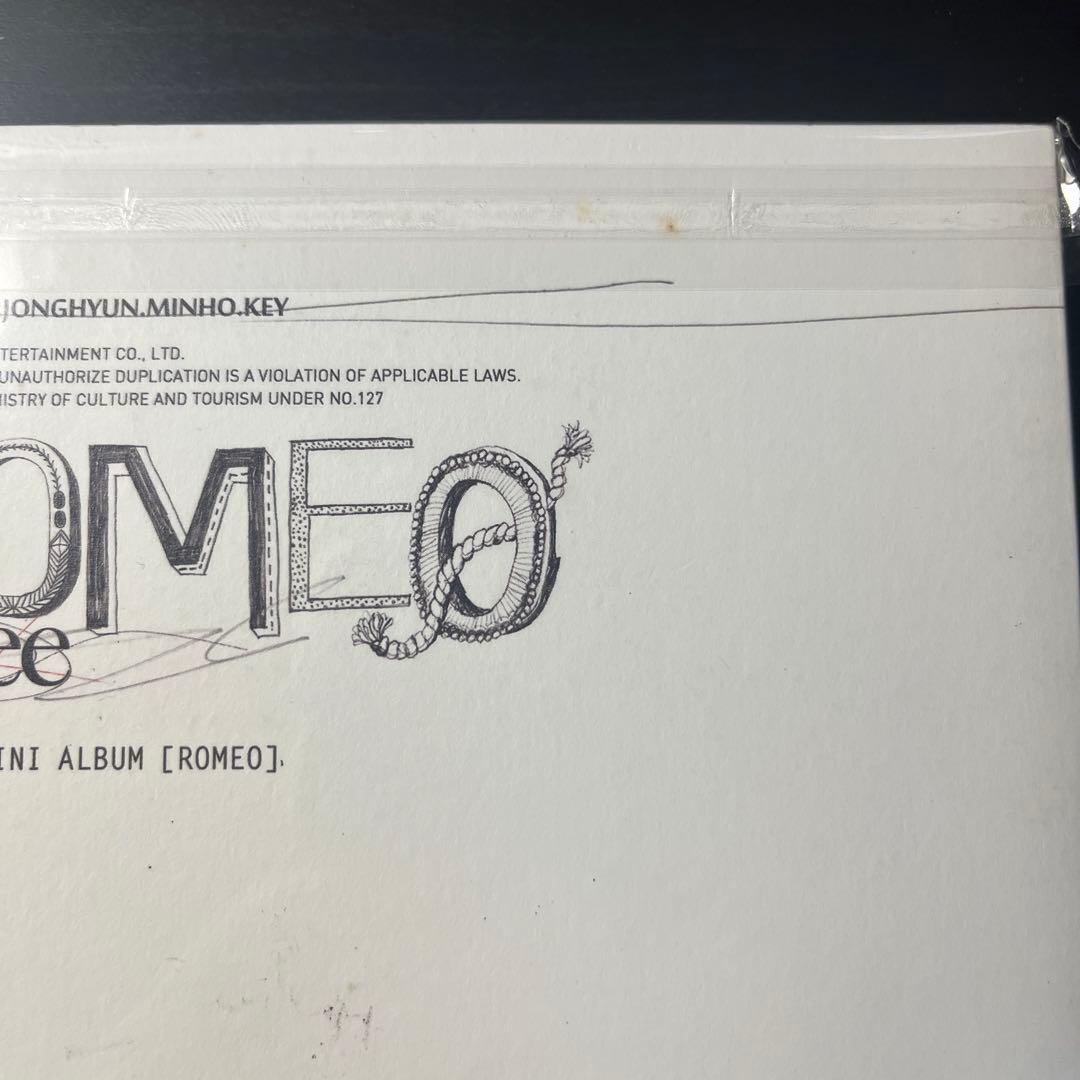 JONGHYUN.MINHO.KEY
TERTAINMENT CO., LTD.
UNAUTHORIZE DUPLICATION IS A VIOLATION OF APPLICABLE LAWS.
ISTRY OF CULTURE AND TOURISM UNDER NO.127
OMEO
ee
INI ALBUM [ROMEO].